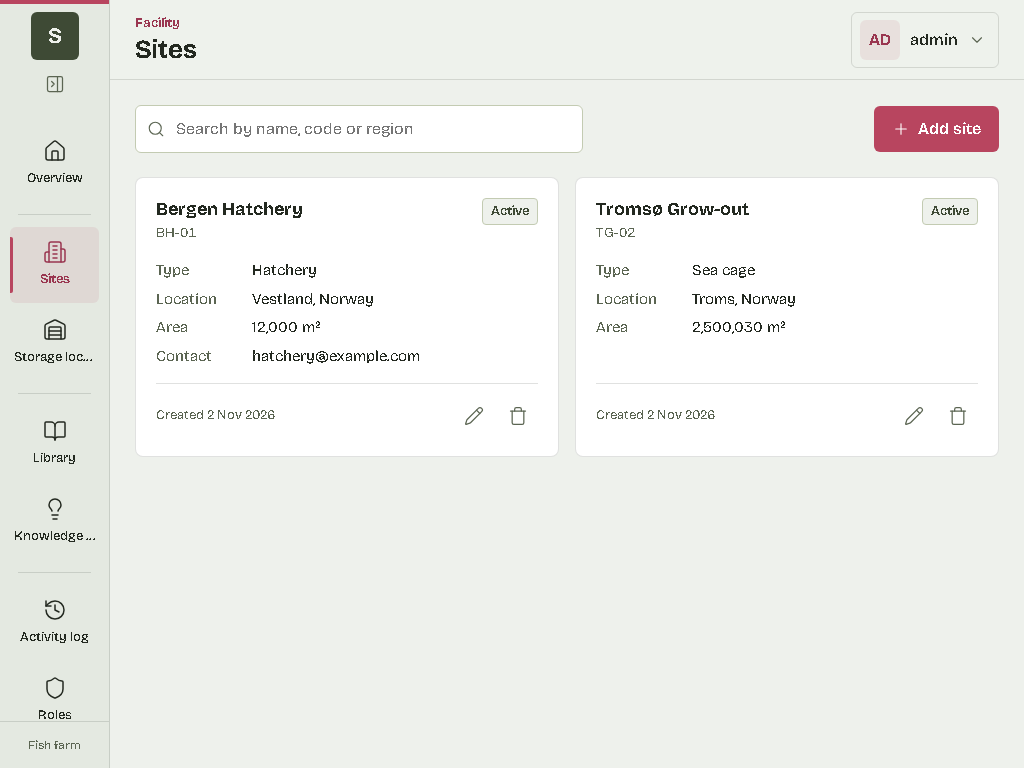 S
Overview
Sites
Storage loc...
Library
Knowledge ...
Activity log
Roles
Fish farm
Facility
Sites
AD admin
Search by name, code or region
Add site
Bergen Hatchery
Active
BH-01
Type Hatchery
Location Vestland, Norway
Area 12,000 m²
Contact hatchery@example.com
Created 2 Nov 2026
Tromsø Grow-out
Active
TG-02
Type Sea cage
Location Troms, Norway
Area 2,500,030 m²
Created 2 Nov 2026